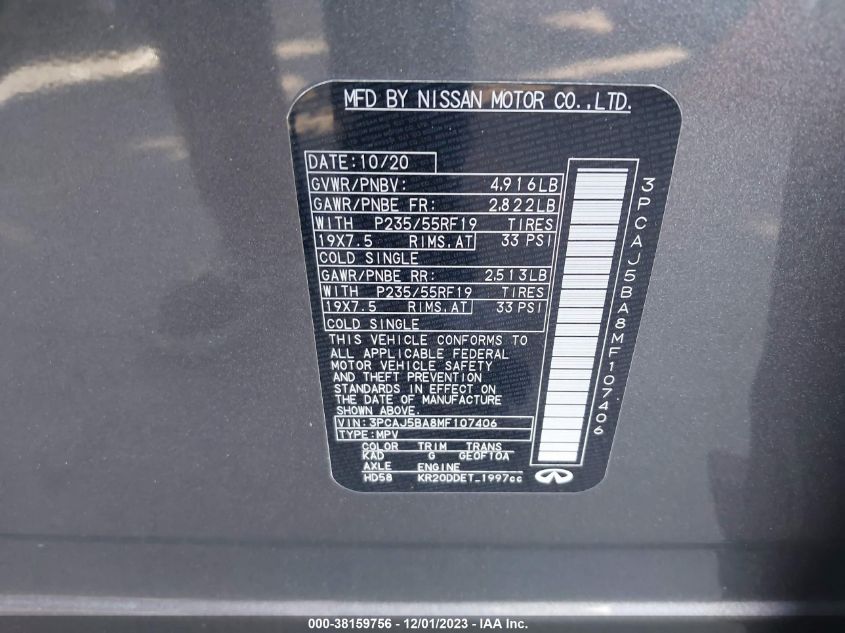 MFD BY NISSAN MOTOR CO.,LTD.
DATE:10/20
GVWR/PNBV: 4,916LB
GAWR/PNBE FR: 2,822LB
WITH P235/55RF19 TIRES
19X7.5 RIMS,AT 33 PSI
COLD SINGLE
GAWR/PNBE RR: 2,513LB
WITH P235/55RF19 TIRES
19X7.5 RIMS,AT 33 PSI
COLD SINGLE
THIS VEHICLE CONFORMS TO
ALL APPLICABLE FEDERAL
MOTOR VEHICLE SAFETY
AND THEFT PREVENTION
STANDARDS IN EFFECT ON
THE DATE OF MANUFACTURE
SHOWN ABOVE.
VIN: 3PCAJ5BA8MF107406
TYPE:MPV
COLOR TRIM TRANS
KAD G GE0F10A
AXLE ENGINE
HD58 KR20DDET_1997cc
3PCAJ5BA8MF107406
000-38159756 - 12/01/2023 - IAA Inc.